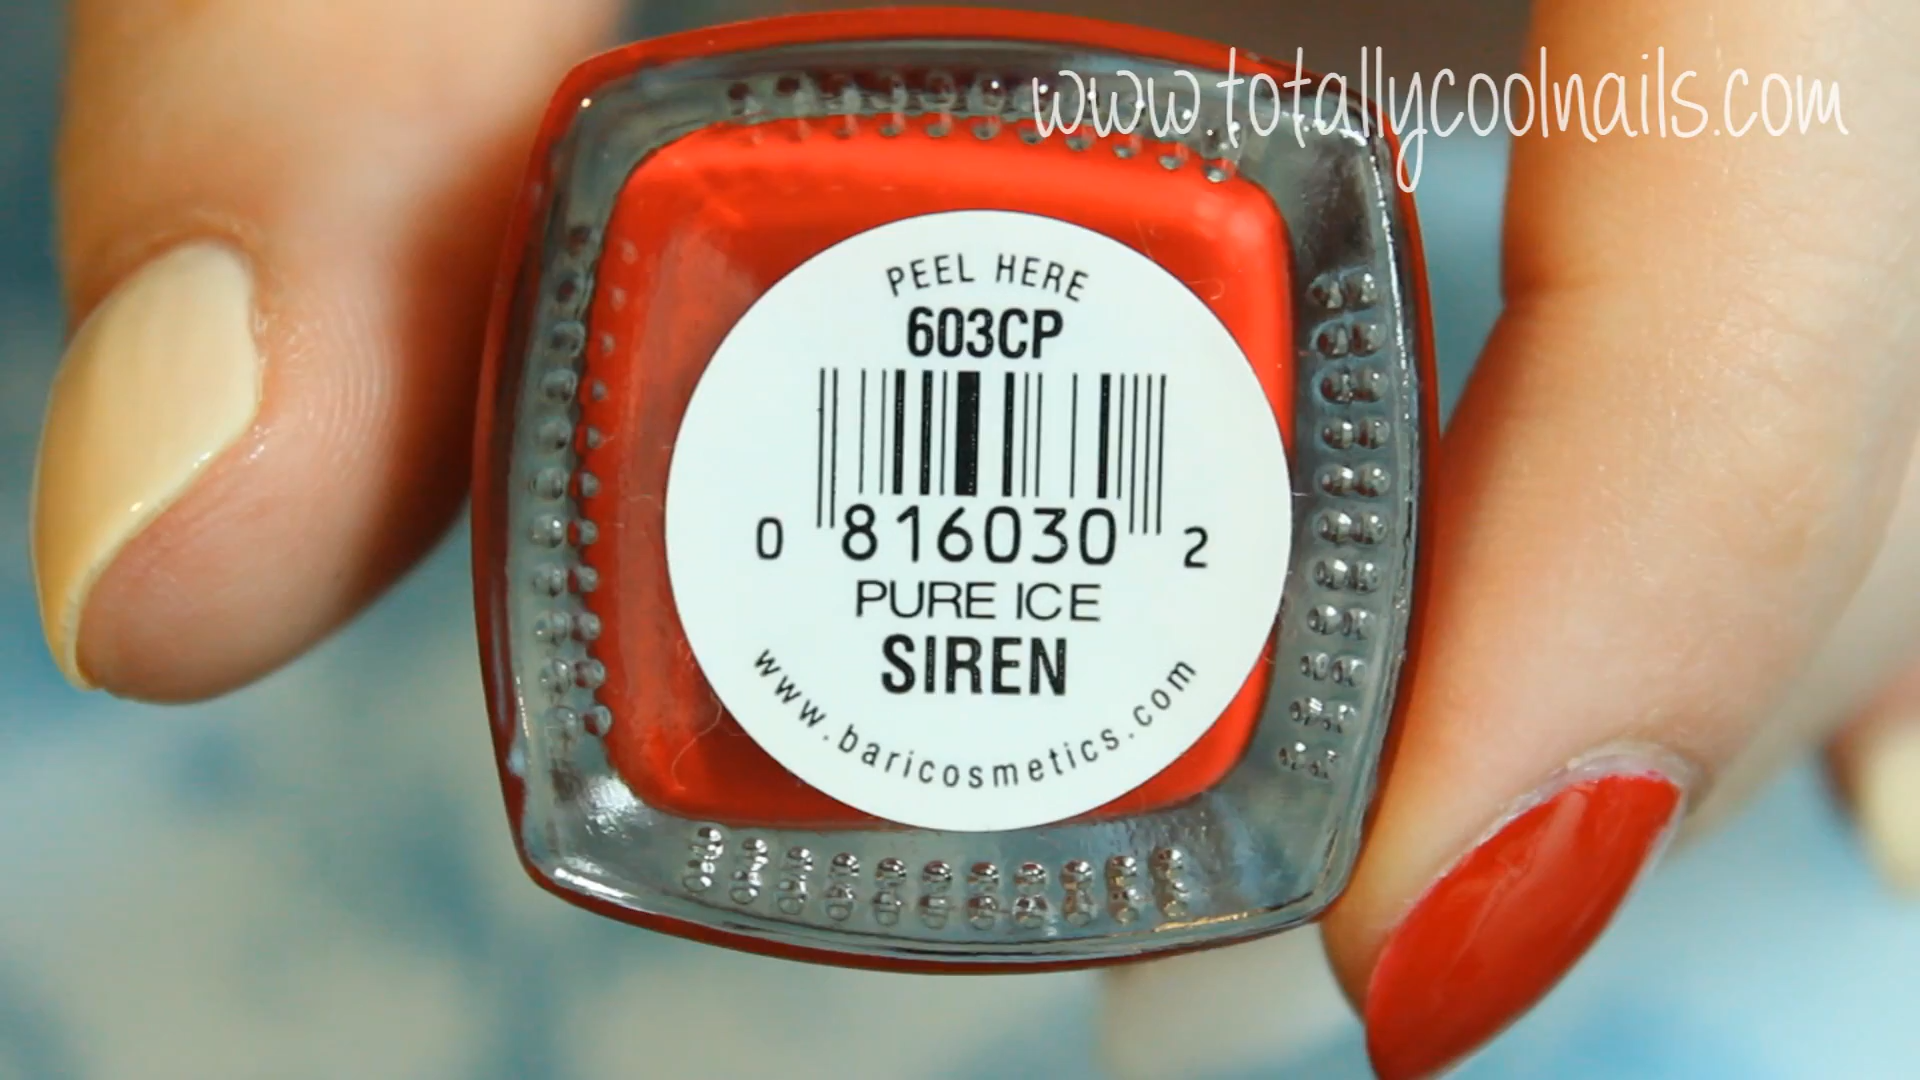 www.totallycoolnails.com
PEEL HERE
603CP
0 816030 2
PURE ICE
SIREN
www.baricosmetics.com